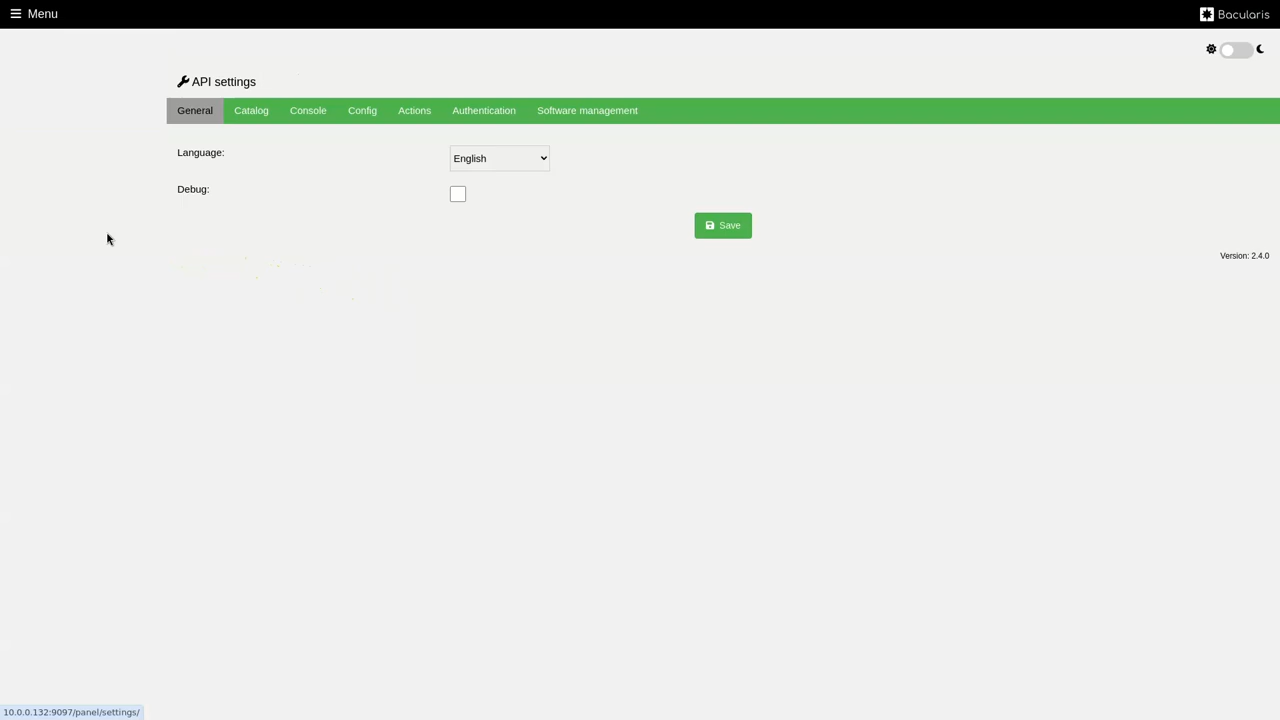 Menu
Bacularis
API settings
General Catalog Console Config Actions Authentication Software management
Language: English
Debug:
Save
Version: 2.4.0
10.0.0.132:9097/panel/settings/